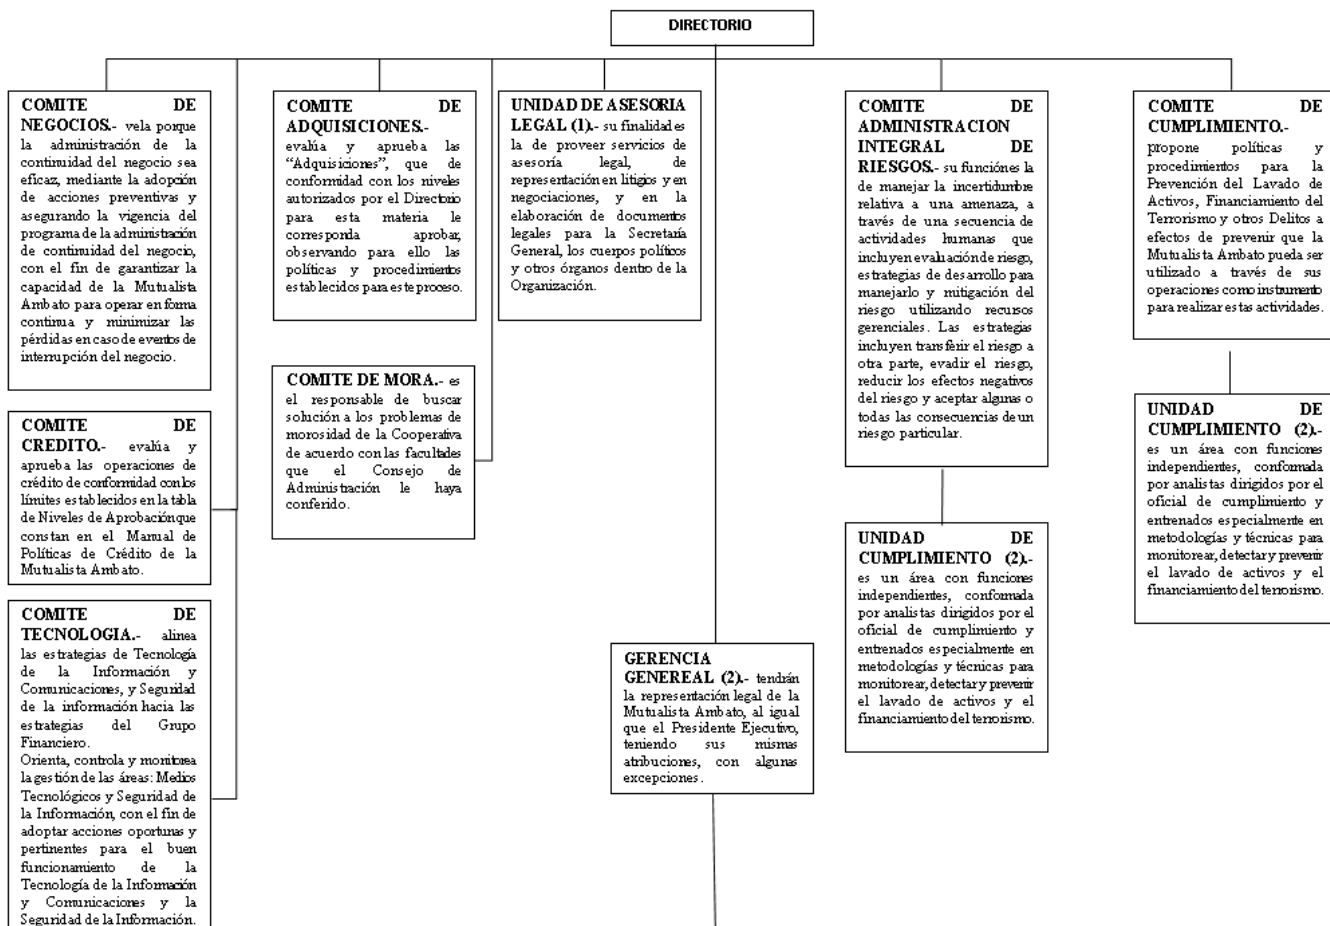 DIRECTORIO
COMITE DE
NEGOCIOS.- vela porque
la administración de la
continuidad del negocio sea
eficaz, mediante la adopción
de acciones preventivas y
asegurando la vigencia del
programa de la administración
de continuidad del negocio,
con el fin de garantizar la
capacidad de la Mutualista
Ambato para operar en forma
continua y minimizar las
pérdidas en caso de eventos de
interrupción del negocio.
COMITE DE
CREDITO.- evalúa y
aprueba las operaciones de
crédito de conformidad con los
límites establecidos en la tabla
de Niveles de Aprobación que
constan en el Manual de
Políticas de Crédito de la
Mutualista Ambato.
COMITE DE
TECNOLOGIA.- alinea
las estrategias de Tecnología
de la Información y
Comunicaciones, y Seguridad
de la información hacia las
estrategias del Grupo
Financiero.
Orienta, controla y monitorea
la gestión de las áreas: Medios
Tecnológicos y Seguridad de
la Información, con el fin de
adoptar acciones oportunas y
pertinentes para el buen
funcionamiento de la
Tecnología de la Información
y Comunicaciones y la
Seguridad de la Información.
COMITE DE
ADQUISICIONES.-
evalúa y aprueba las
“Adquisiciones”, que de
conformidad con los niveles
autorizados por el Directorio
para esta materia le
corresponda aprobar,
observando para ello las
políticas y procedimientos
establecidos para este proceso.
COMITE DE MORA.- es
el responsable de buscar
solución a los problemas de
morosidad de la Cooperativa
de acuerdo con las facultades
que el Consejo de
Administración le haya
conferido.
UNIDAD DE ASESORIA
LEGAL (1).- su finalidad es
la de proveer servicios de
asesoría legal, de
representación en litigios y en
negociaciones, y en la
elaboración de documentos
legales para la Secretaría
General, los cuerpos políticos
y otros órganos dentro de la
Organización.
GERENCIA
GENEREAL (2).- tendrán
la representación legal de la
Mutualista Ambato, al igual
que el Presidente Ejecutivo,
teniendo sus mismas
atribuciones, con algunas
excepciones.
COMITE DE
ADMINISTRACION
INTEGRAL DE
RIESGOS.- su función es la
de manejar la incertidumbre
relativa a una amenaza, a
través de una secuencia de
actividades humanas que
incluyen evaluación de riesgo,
estrategias de desarrollo para
manejarlo y mitigación del
riesgo utilizando recursos
gerenciales. Las estrategias
incluyen transferir el riesgo a
otra parte, evadir el riesgo,
reducir los efectos negativos
del riesgo y aceptar algunas o
todas las consecuencias de un
riesgo particular.
UNIDAD DE
CUMPLIMIENTO (2).-
es un área con funciones
independientes, conformada
por analistas dirigidos por el
oficial de cumplimiento y
entrenados especialmente en
metodologías y técnicas para
monitorear, detectar y prevenir
el lavado de activos y el
financiamiento del terrorismo.
COMITE DE
CUMPLIMIENTO.-
propone políticas y
procedimientos para la
Prevención del Lavado de
Activos, Financiamiento del
Terrorismo y otros Delitos a
efectos de prevenir que la
Mutualista Ambato pueda ser
utilizado a través de sus
operaciones como instrumento
para realizar estas actividades.
UNIDAD DE
CUMPLIMIENTO (2).-
es un área con funciones
independientes, conformada
por analistas dirigidos por el
oficial de cumplimiento y
entrenados especialmente en
metodologías y técnicas para
monitorear, detectar y prevenir
el lavado de activos y el
financiamiento del terrorismo.